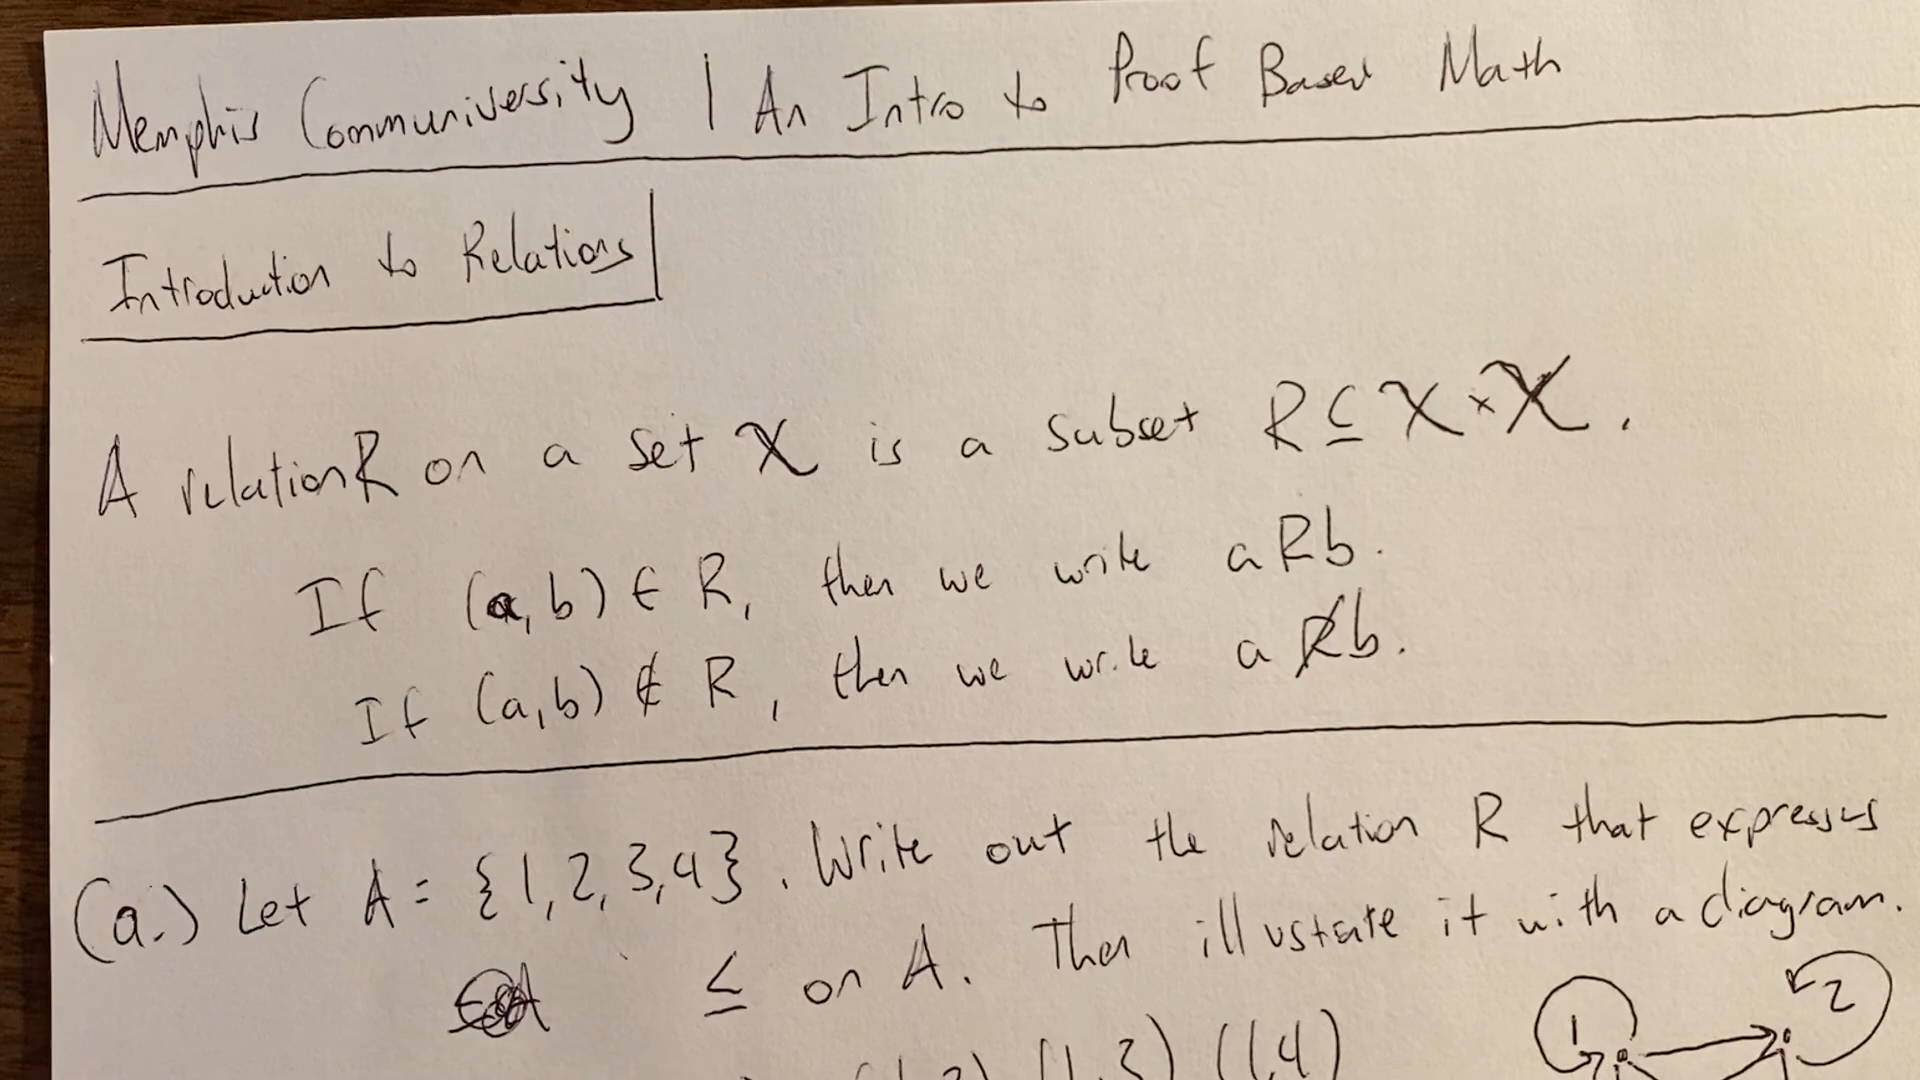 Memphis Communiversity | An Intro to Proof Based Math
Introduction to Relations
A relation R on a set X is a subset R ⊆ X × X.
If (a, b) ∈ R, then we write a R b.
If (a, b) ∉ R, then we write a R̸ b.
(a.) Let A = {1, 2, 3, 4}. Write out the relation R that expresses
≤ on A. Then illustrate it with a diagram.
(1,3) (1,4)
1 2